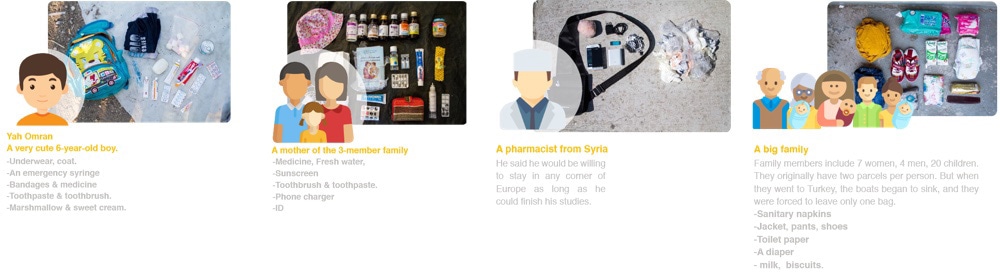 Yah Omran
A very cute 6-year-old boy.
-Underwear, coat.
-An emergency syringe
-Bandages & medicine
-Toothpaste & toothbrush.
-Marshmallow & sweet cream.
A mother of the 3-member family
-Medicine, Fresh water,
-Sunscreen
-Toothbrush & toothpaste.
-Phone charger
-ID
A pharmacist from Syria
He said he would be willing
to stay in any corner of
Europe as long as he
could finish his studies.
A big family
Family members include 7 women, 4 men, 20 children.
They originally have two parcels per person. But when
they went to Turkey, the boats began to sink, and they
were forced to leave only one bag.
-Sanitary napkins
-Jacket, pants, shoes
-Toilet paper
-A diaper
- milk, biscuits.